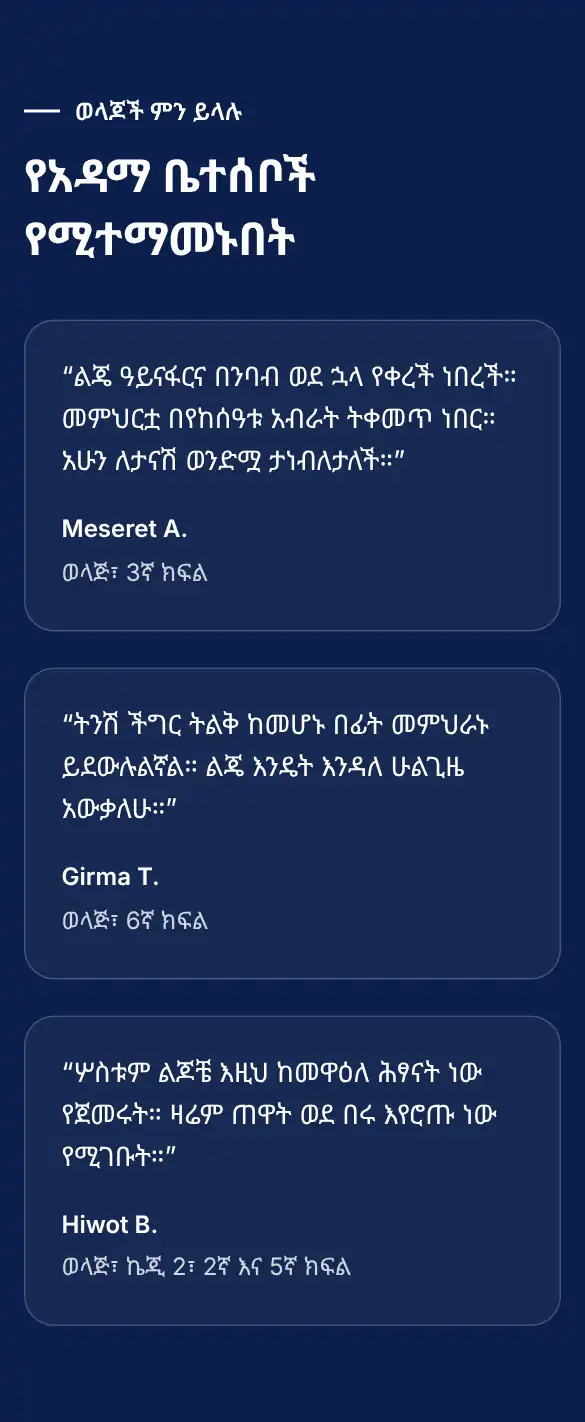 ወላጆች ምን ይላሉ
የአዳማ ቤተሰቦች
የሚተማመኑበት
“ልጄ ዓይናፋርና በንባብ ወደ ኋላ የቀረች ነበረች።
መምህርቷ በየከሰዓቱ አብራት ትቀመጥ ነበር።
አሁን ለታናሽ ወንድሟ ታነብለታለች።”
Meseret A.
ወላጅ፣ 3ኛ ክፍል
“ትንሽ ችግር ትልቅ ከመሆኑ በፊት መምህራኑ
ይደውሉልኛል። ልጄ እንዴት እንዳለ ሁልጊዜ
አውቃለሁ።”
Girma T.
ወላጅ፣ 6ኛ ክፍል
“ሦስቱም ልጆቼ እዚህ ከመዋዕለ ሕፃናት ነው
የጀመሩት። ዛሬም ጠዋት ወደ በሩ እየሮጡ ነው
የሚገቡት።”
Hiwot B.
ወላጅ፣ ኬጂ 2፣ 2ኛ እና 5ኛ ክፍል